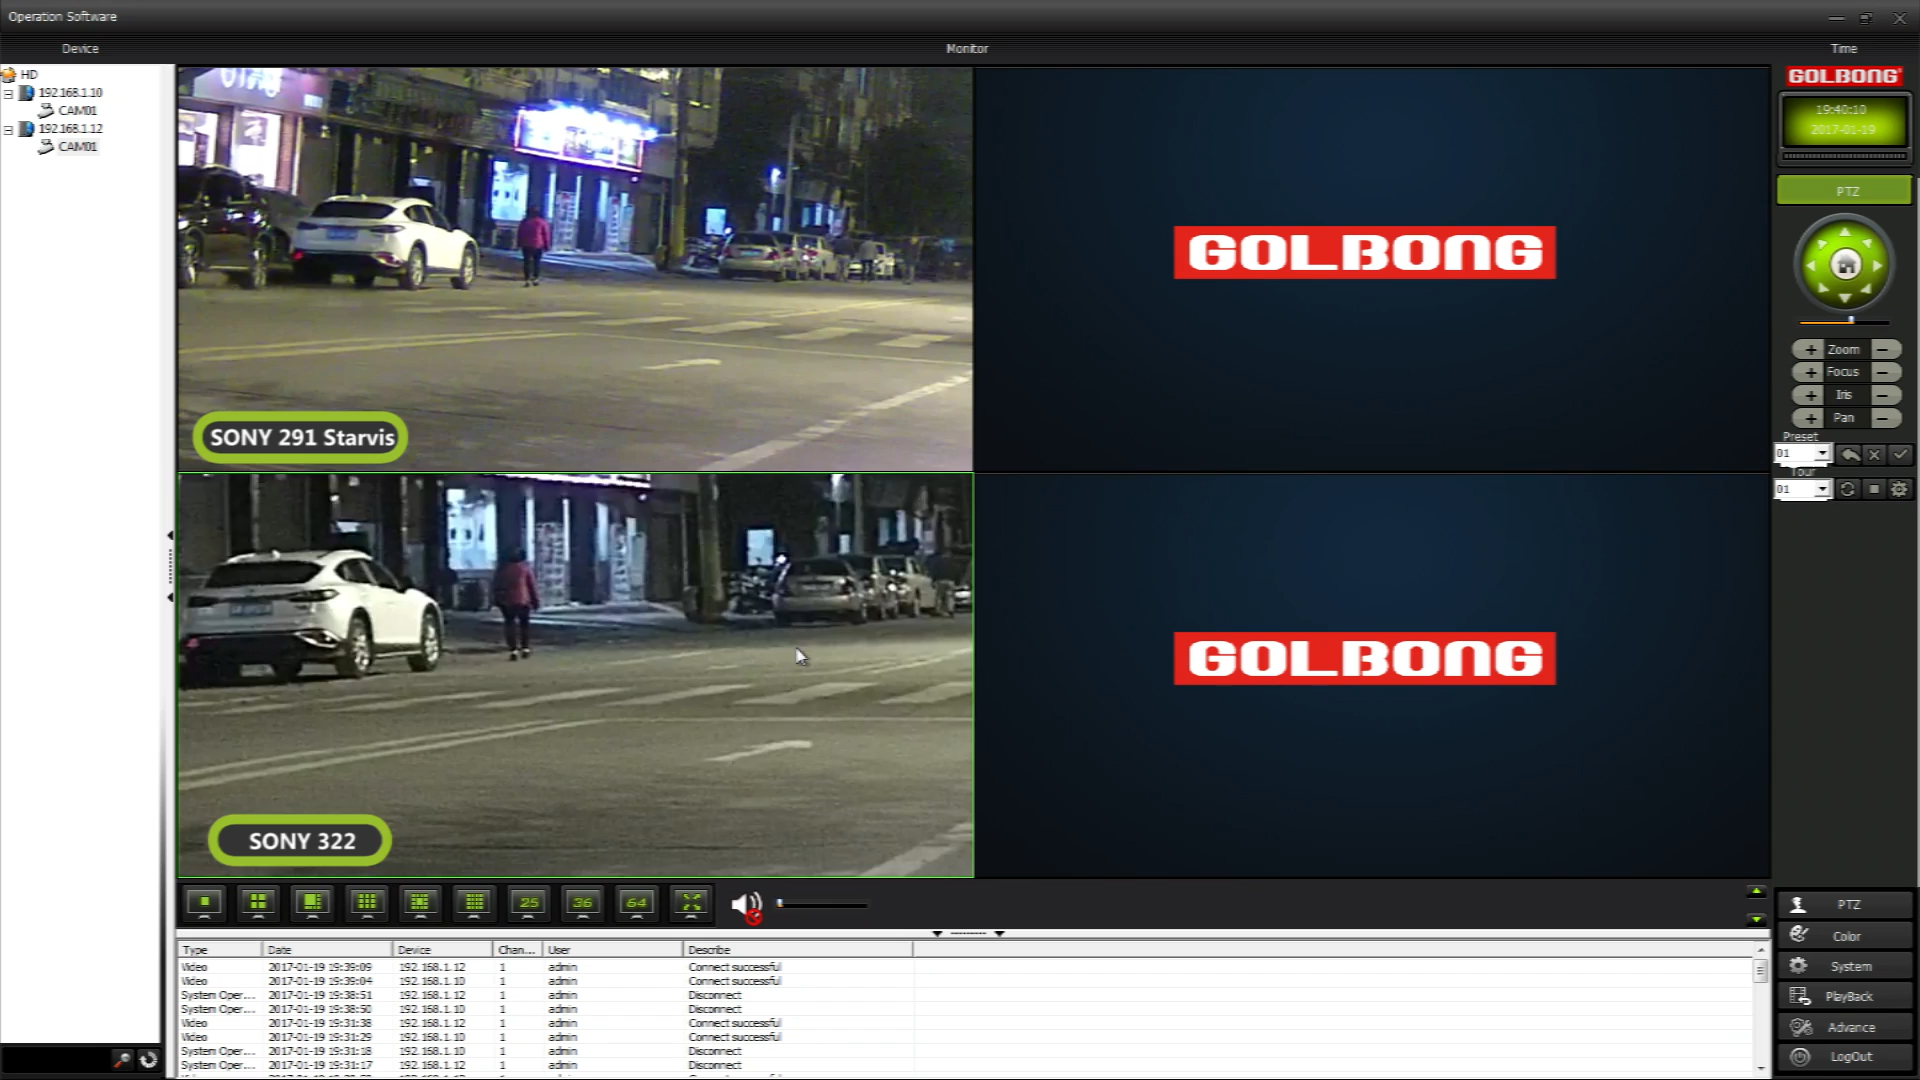 Operation Software
Device
Monitor
Time
HD
192.168.1.10
CAM01
192.168.1.12
CAM01
SONY 291 Starvis
GOLBONG
SONY 322
GOLBONG
GOLBONG
19:40:10
2017-01-19
PTZ
Zoom
Focus
Iris
Pan
Preset
01
Tour
01
25
36
64
Type Date Device Chan... User Describe
Video 2017-01-19 19:39:09 192.168.1.12 1 admin Connect successful
Video 2017-01-19 19:39:04 192.168.1.10 1 admin Connect successful
System Oper.... 2017-01-19 19:38:51 192.168.1.12 1 admin Disconnect
System Oper.... 2017-01-19 19:38:50 192.168.1.10 1 admin Disconnect
Video 2017-01-19 19:31:38 192.168.1.12 1 admin Connect successful
Video 2017-01-19 19:31:29 192.168.1.10 1 admin Connect successful
System Oper.... 2017-01-19 19:31:18 192.168.1.10 1 admin Disconnect
System Oper.... 2017-01-19 19:31:17 192.168.1.12 1 admin Disconnect
PTZ
Color
System
PlayBack
Advance
LogOut